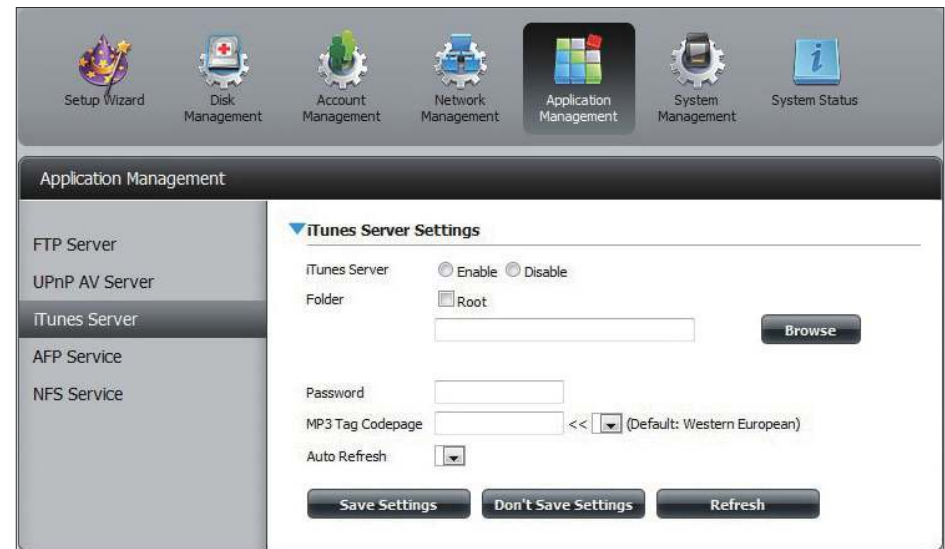 Setup Wizard
Disk Management
Account Management
Network Management
Application Management
System Management
System Status
Application Management
FTP Server
UPnP AV Server
iTunes Server
AFP Service
NFS Service
iTunes Server Settings
iTunes Server Enable Disable
Folder Root
Browse
Password
MP3 Tag Codepage << (Default: Western European)
Auto Refresh
Save Settings Don't Save Settings Refresh